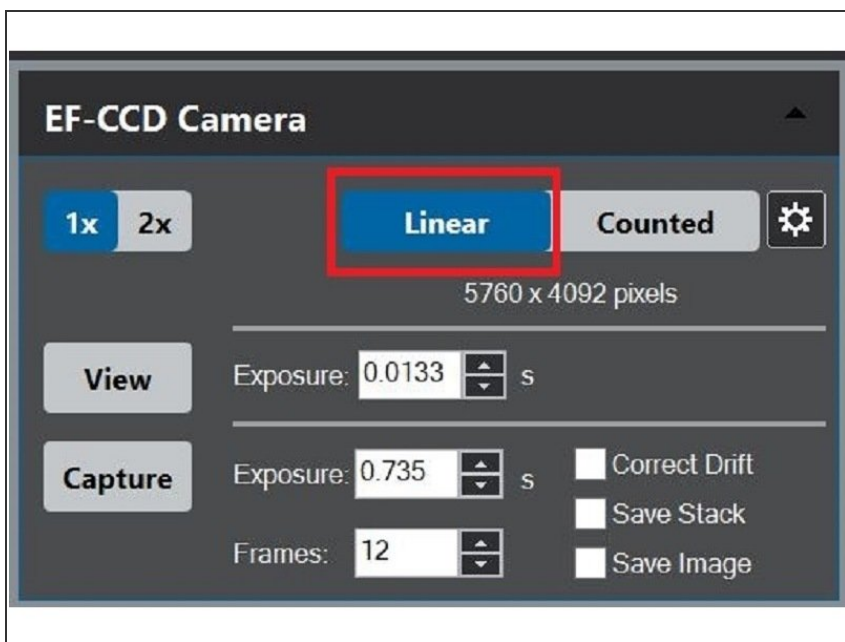 EF-CCD Camera
1x 2x Linear Counted
5760 x 4092 pixels
View Exposure: 0.0133 s
Capture Exposure: 0.735 s Correct Drift
Save Stack
Frames: 12 Save Image